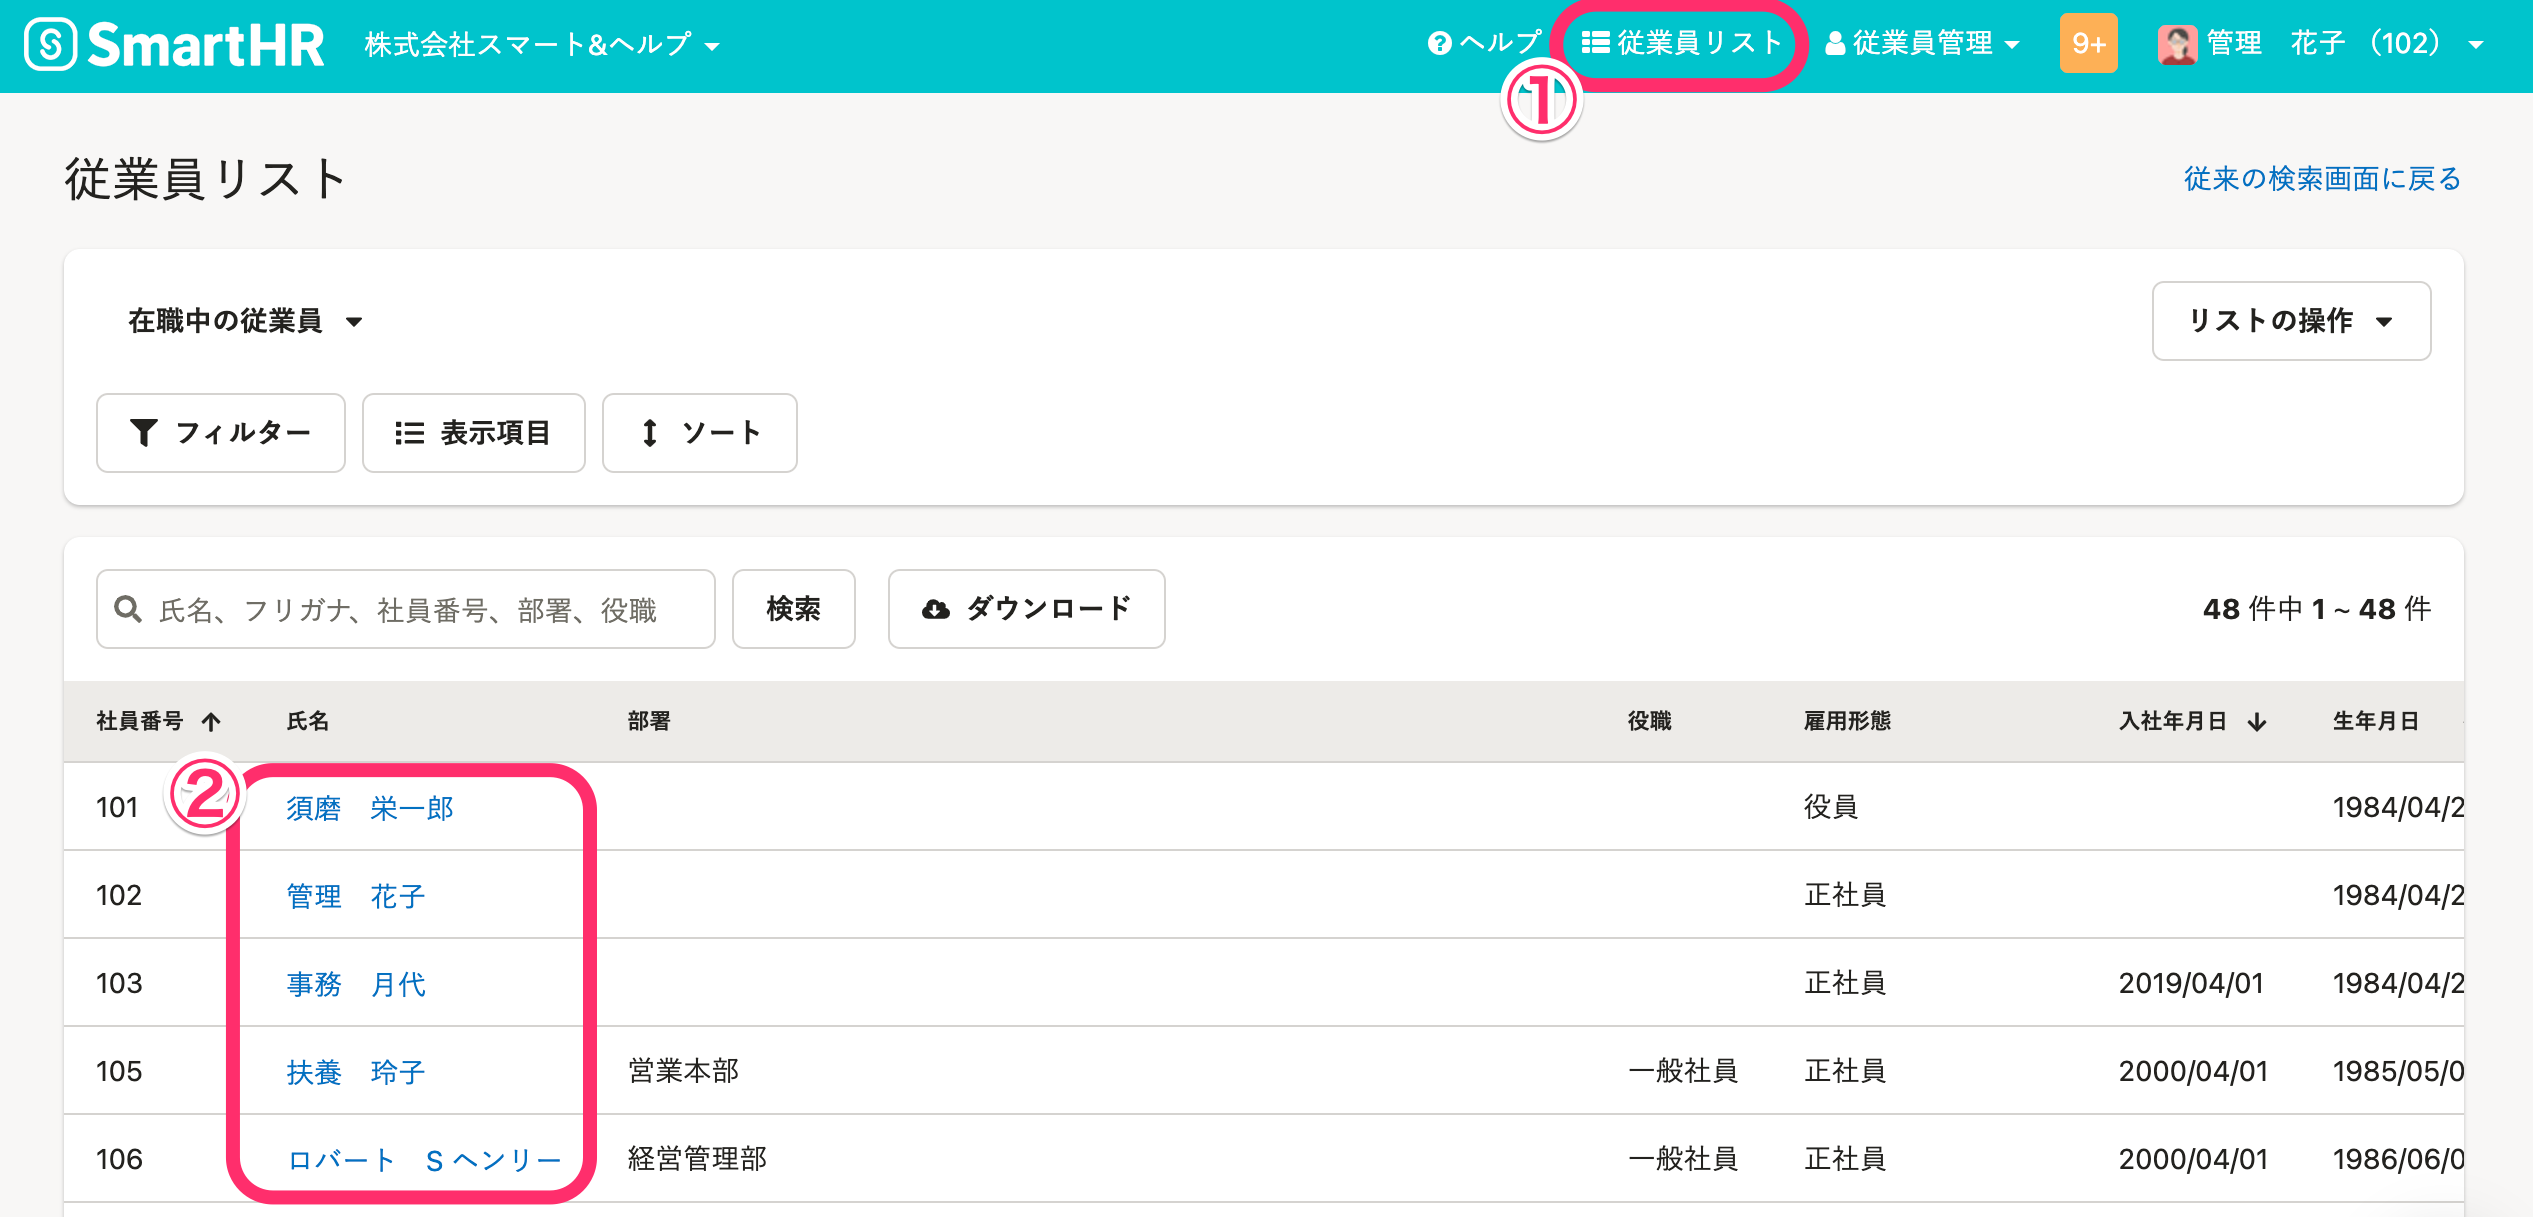 SmartHR 株式会社スマート&ヘルプ ヘルプ 従業員リスト 従業員管理 9+ 管理　花子（102）
①
従業員リスト 従来の検索画面に戻る
在職中の従業員 リストの操作
フィルター 表示項目 ソート
氏名、フリガナ、社員番号、部署、役職 検索 ダウンロード 48 件中 1 ~ 48 件
社員番号 氏名 部署 役職 雇用形態 入社年月日 生年月日
②
101 須磨　栄一郎 役員 1984/04/2
102 管理　花子 正社員 1984/04/2
103 事務　月代 正社員 2019/04/01 1984/04/2
105 扶養　玲子 営業本部 一般社員 正社員 2000/04/01 1985/05/0
106 ロバート　S ヘンリー 経営管理部 一般社員 正社員 2000/04/01 1986/06/0